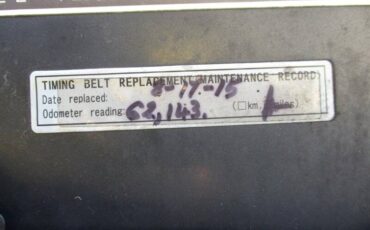 TIMING BELT REPLACEMENT/MAINTENANCE RECORD
Date replaced: 8-17-15
Odometer reading: 62,143. (□km, miles)